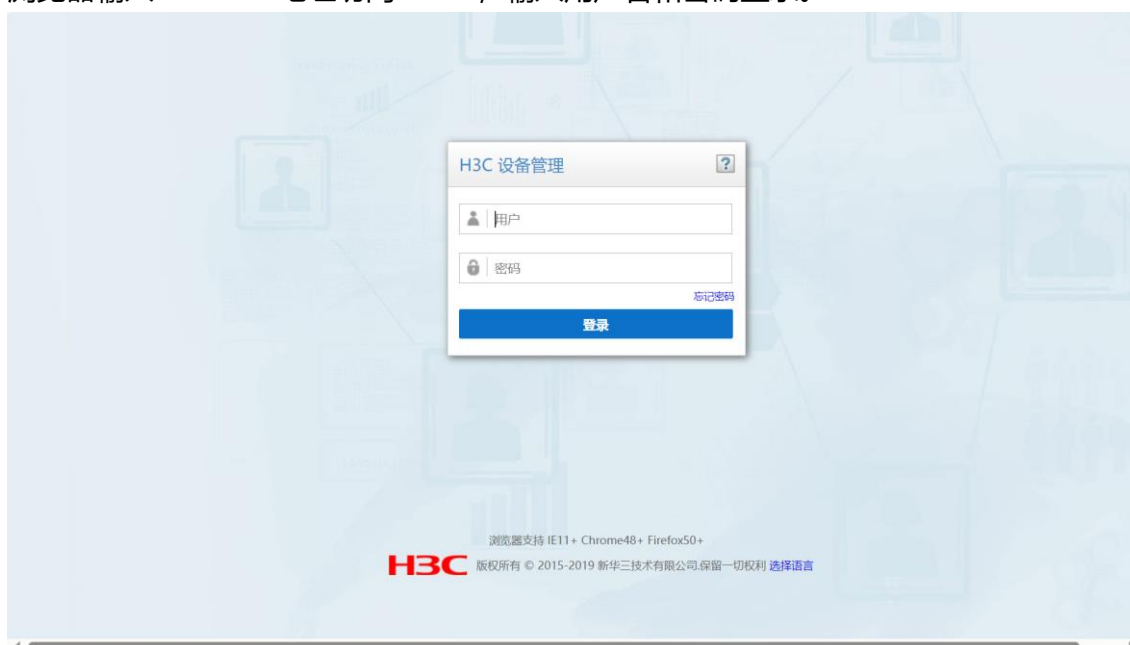 H3C 设备管理
?
用户
密码
忘记密码
登录
浏览器支持 IE11+ Chrome48+ Firefox50+
H3C 版权所有 © 2015-2019 新华三技术有限公司.保留一切权利 选择语言